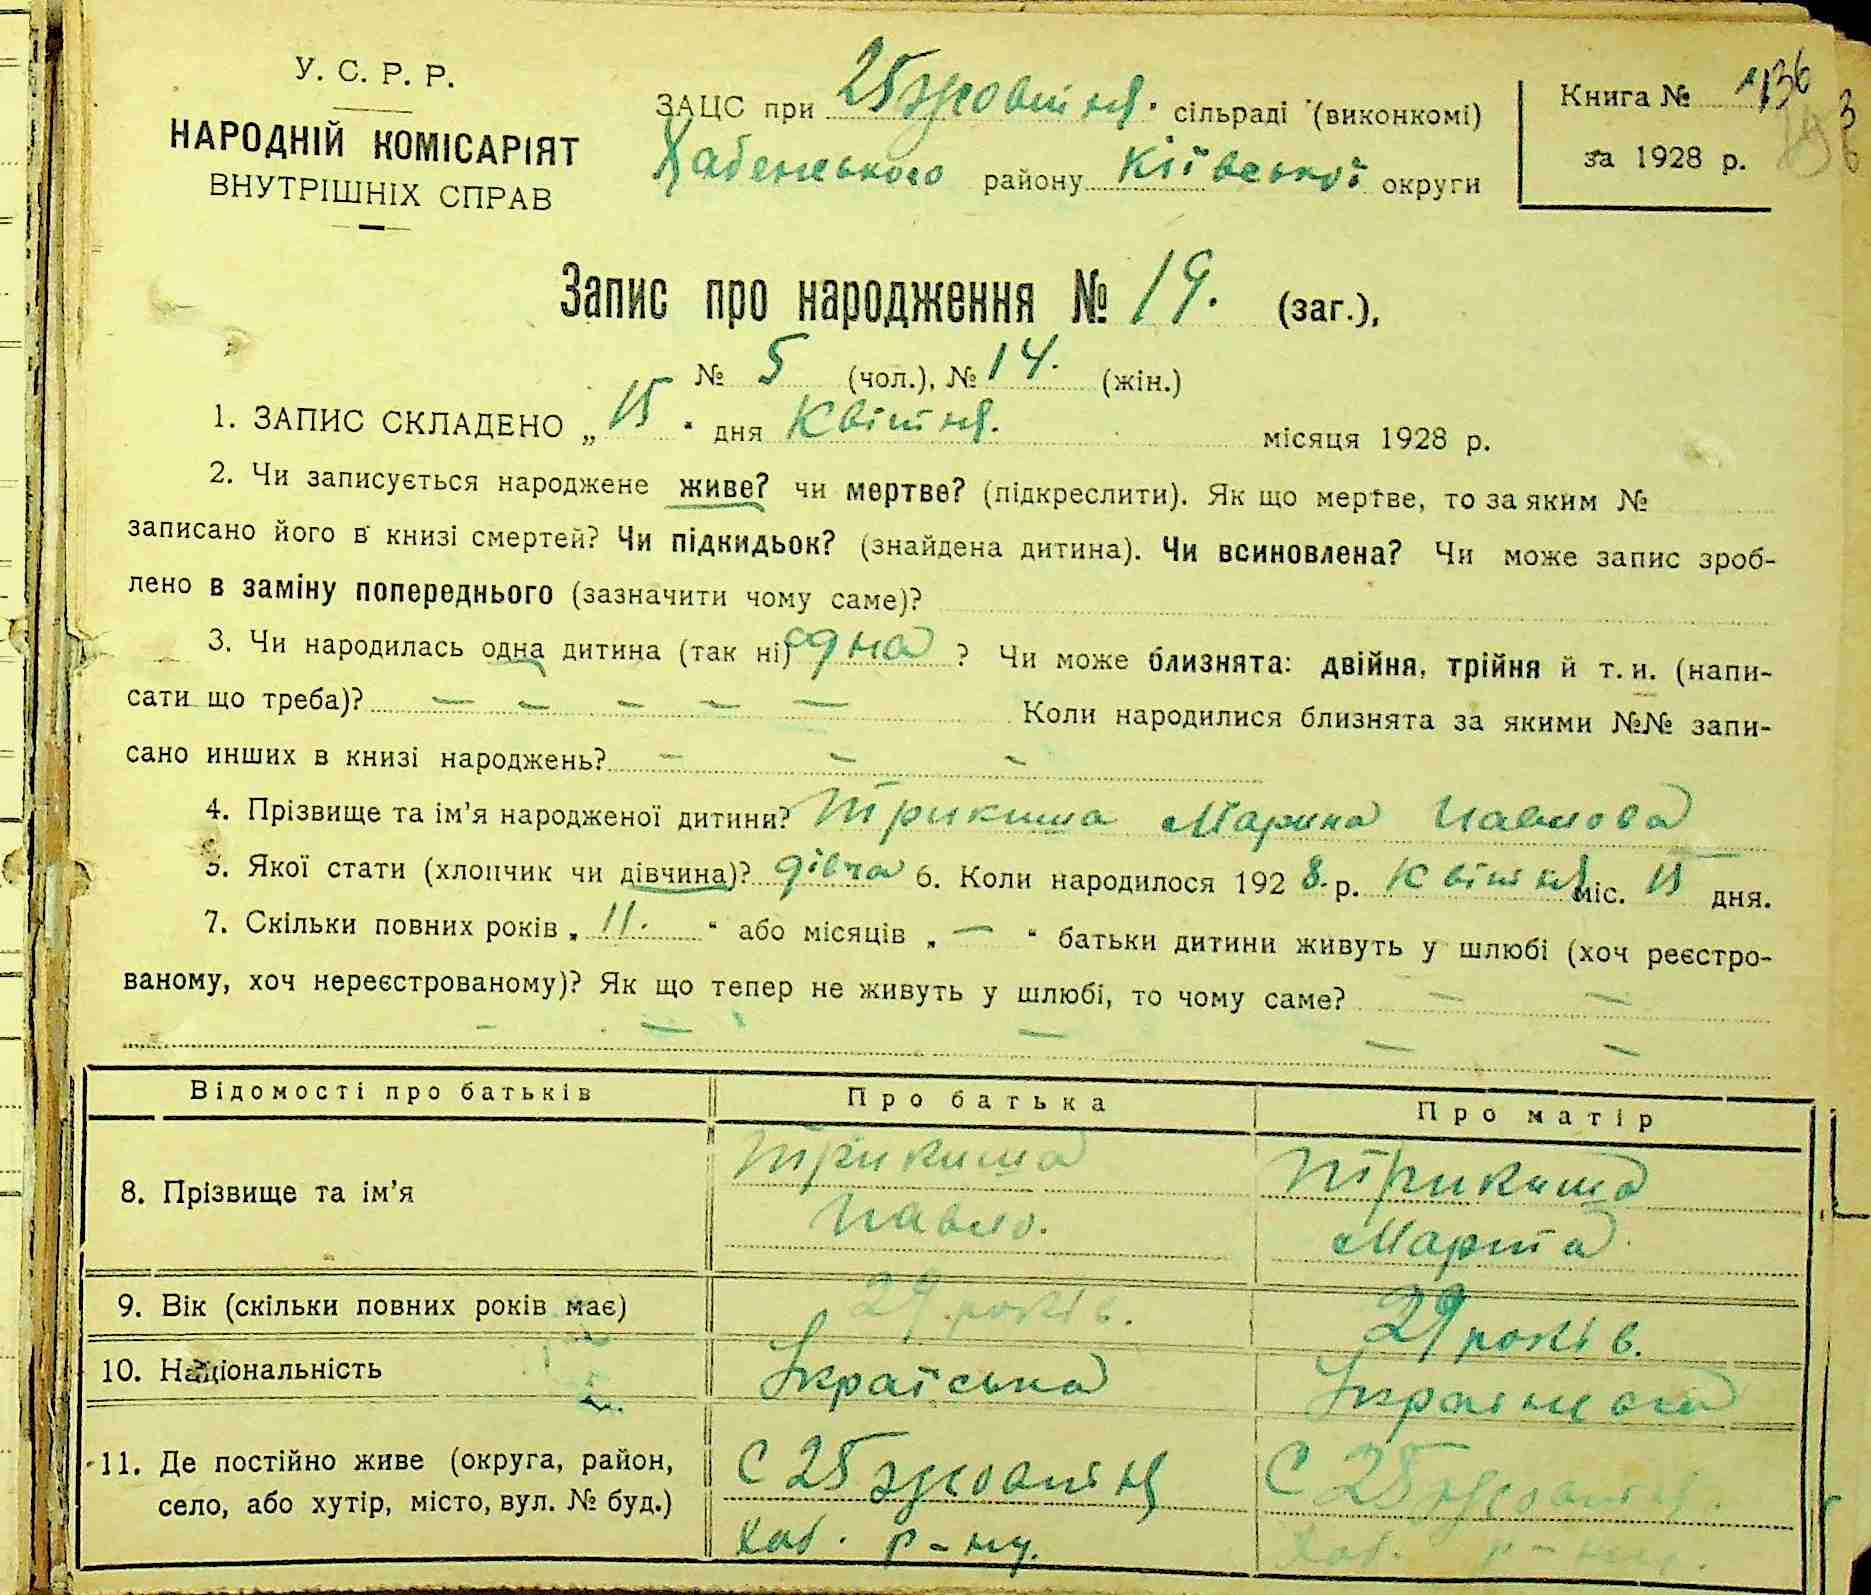 У. С. Р. Р.
НАРОДНІЙ КОМІСАРІЯТ
ВНУТРІШНІХ СПРАВ
ЗАЦС при 25 жовтня сільраді (виконкомі)
Хабенського району Київської округи
Книга № 136
за 1928 р.
Запис про народження № 19. (заг.),
№ 5 (чол.), № 14. (жін.)
1. ЗАПИС СКЛАДЕНО „ 15 “ дня Квітня. місяця 1928 р.
2. Чи записується народжене живе? чи мертве? (підкреслити). Як що мертве, то за яким №
записано його в книзі смертей? Чи підкидьок? (знайдена дитина). Чи всиновлена? Чи може запис зроб-
лено в заміну попереднього (зазначити чому саме)?
3. Чи народилась одна дитина (так ні) одна ? Чи може близнята: двійня, трійня й т. и. (напи-
сати що треба)? — — — — — Коли народилися близнята за якими №№ запи-
сано инших в книзі народжень? — — —
4. Прізвище та ім’я народженої дитини? Трикиша Марина Павлова
5. Якої стати (хлопчик чи дівчина)? дівча 6. Коли народилося 1928. р. Квітня міс. 15 дня.
7. Скільки повних років „ 11. “ або місяців „ — “ батьки дитини живуть у шлюбі (хоч реєстро-
ваному, хоч нереєстрованому)? Як що тепер не живуть у шлюбі, то чому саме? — —
— — — — —
Відомості про батьків Про батька Про матір
8. Прізвище та ім’я Трикиша Трикиша
Павло. Марта
9. Вік (скільки повних років має) 29 років. 29 років.
10. Національність Українська
11. Де постійно живе (округа, район, С 25 жовтня С 25 жовтня.
село, або хутір, місто, вул. № буд.) Хаб. р-ну. Хаб. р-ну.